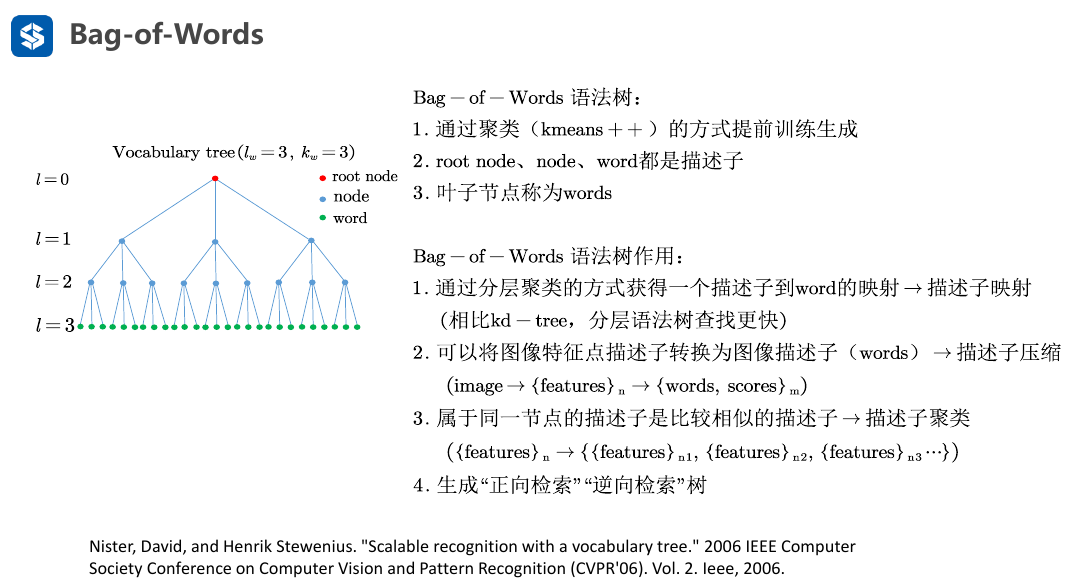 Bag-of-Words
Vocabulary tree(l_w=3, k_w=3)
l=0
root node
node
word
l=1
l=2
l=3
Bag-of-Words 语法树：
1. 通过聚类（kmeans++）的方式提前训练生成
2. root node、node、word都是描述子
3. 叶子节点称为words
Bag-of-Words 语法树作用：
1. 通过分层聚类的方式获得一个描述子到word的映射→描述子映射
(相比kd-tree，分层语法树查找更快)
2. 可以将图像特征点描述子转换为图像描述子（words）→描述子压缩
(image→{features}_n→{words, scores}_m)
3. 属于同一节点的描述子是比较相似的描述子→描述子聚类
({features}_n→{{features}_n1, {features}_n2, {features}_n3⋯})
4. 生成“正向检索”“逆向检索”树
Nister, David, and Henrik Stewenius. "Scalable recognition with a vocabulary tree." 2006 IEEE Computer
Society Conference on Computer Vision and Pattern Recognition (CVPR'06). Vol. 2. Ieee, 2006.